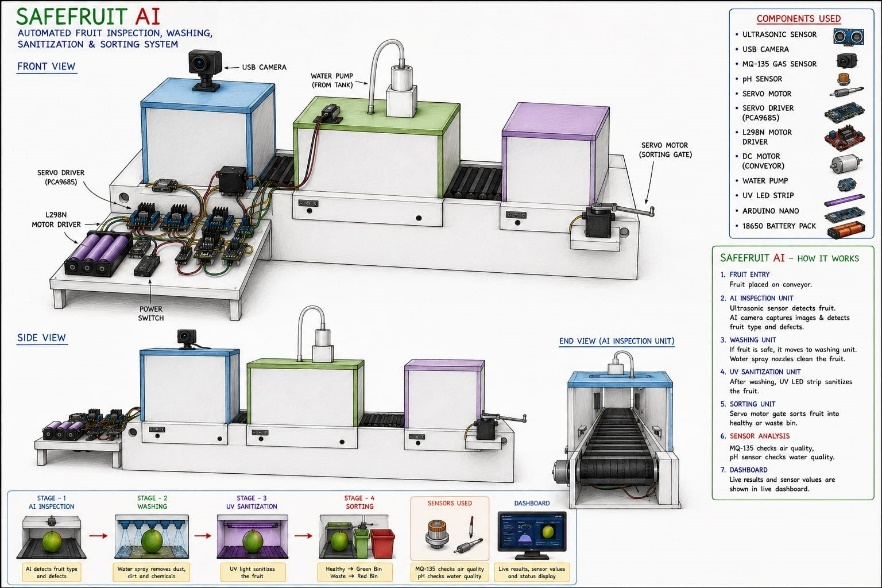 SAFEFRUIT AI
AUTOMATED FRUIT INSPECTION, WASHING,
SANITIZATION & SORTING SYSTEM
FRONT VIEW
USB CAMERA
WATER PUMP
(FROM TANK)
SERVO MOTOR
(SORTING GATE)
SERVO DRIVER
(PCA9685)
L298N
MOTOR DRIVER
POWER
SWITCH
COMPONENTS USED
• ULTRASONIC SENSOR
• USB CAMERA
• MQ-135 GAS SENSOR
• pH SENSOR
• SERVO MOTOR
• SERVO DRIVER
(PCA9685)
• L298N MOTOR
DRIVER
• DC MOTOR
(CONVEYOR)
• WATER PUMP
• UV LED STRIP
• ARDUINO NANO
• 18650 BATTERY PACK
SAFEFRUIT AI – HOW IT WORKS
1. FRUIT ENTRY
Fruit placed on conveyor.
2. AI INSPECTION UNIT
Ultrasonic sensor detects fruit.
AI camera captures images & detects
fruit type and defects.
3. WASHING UNIT
If fruit is safe, it moves to washing unit.
Water spray nozzles clean the fruit.
4. UV SANITIZATION UNIT
After washing, UV LED strip sanitizes
the fruit.
5. SORTING UNIT
Servo motor gate sorts fruit into
healthy or waste bin.
6. SENSOR ANALYSIS
MQ-135 checks air quality,
pH sensor checks water quality.
7. DASHBOARD
Live results and sensor values are
shown in live dashboard.
SIDE VIEW
END VIEW (AI INSPECTION UNIT)
STAGE - 1
AI INSPECTION
AI defects fruit type
and defects
STAGE - 2
WASHING
Water spray removes dust,
dirt and chemicals
STAGE - 3
UV SANITIZATION
UV light sanitizes
the fruit
STAGE - 4
SORTING
Healthy → Green Bin
Waste → Red Bin
SENSORS USED
MQ-135 checks air quality
pH checks water quality
DASHBOARD
Live results, sensor values
and status display